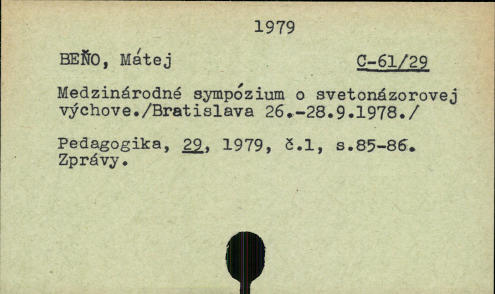 1979
BEŇO, Mátej C-61/29
Medzinárodné sympózium o svetonázorovej
výchove./Bratislava 26.-28.9.1978./
Pedagogika, 29, 1979, č.1, s.85-86.
Zprávy.